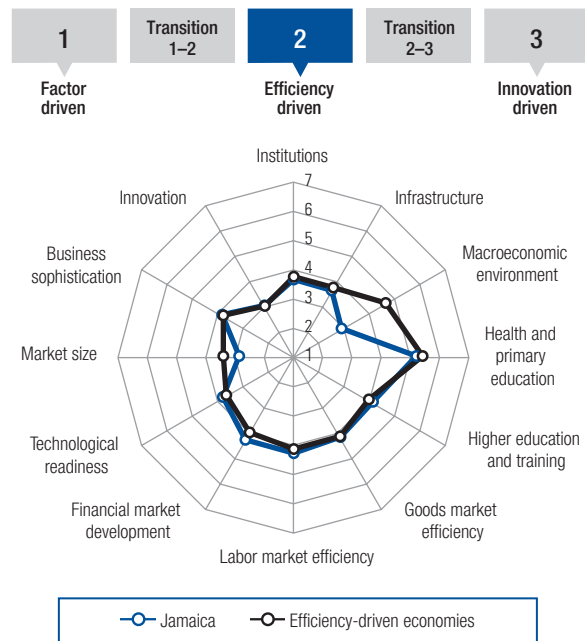 1
Transition
1–2
2
Transition
2–3
3
Factor
driven
Efficiency
driven
Innovation
driven
Institutions
Innovation
Infrastructure
Business
sophistication
Macroeconomic
environment
Market size
Health and
primary
education
Technological
readiness
Higher education
and training
Financial market
development
Goods market
efficiency
Labor market efficiency
7
6
5
4
3
2
1
Jamaica
Efficiency-driven economies